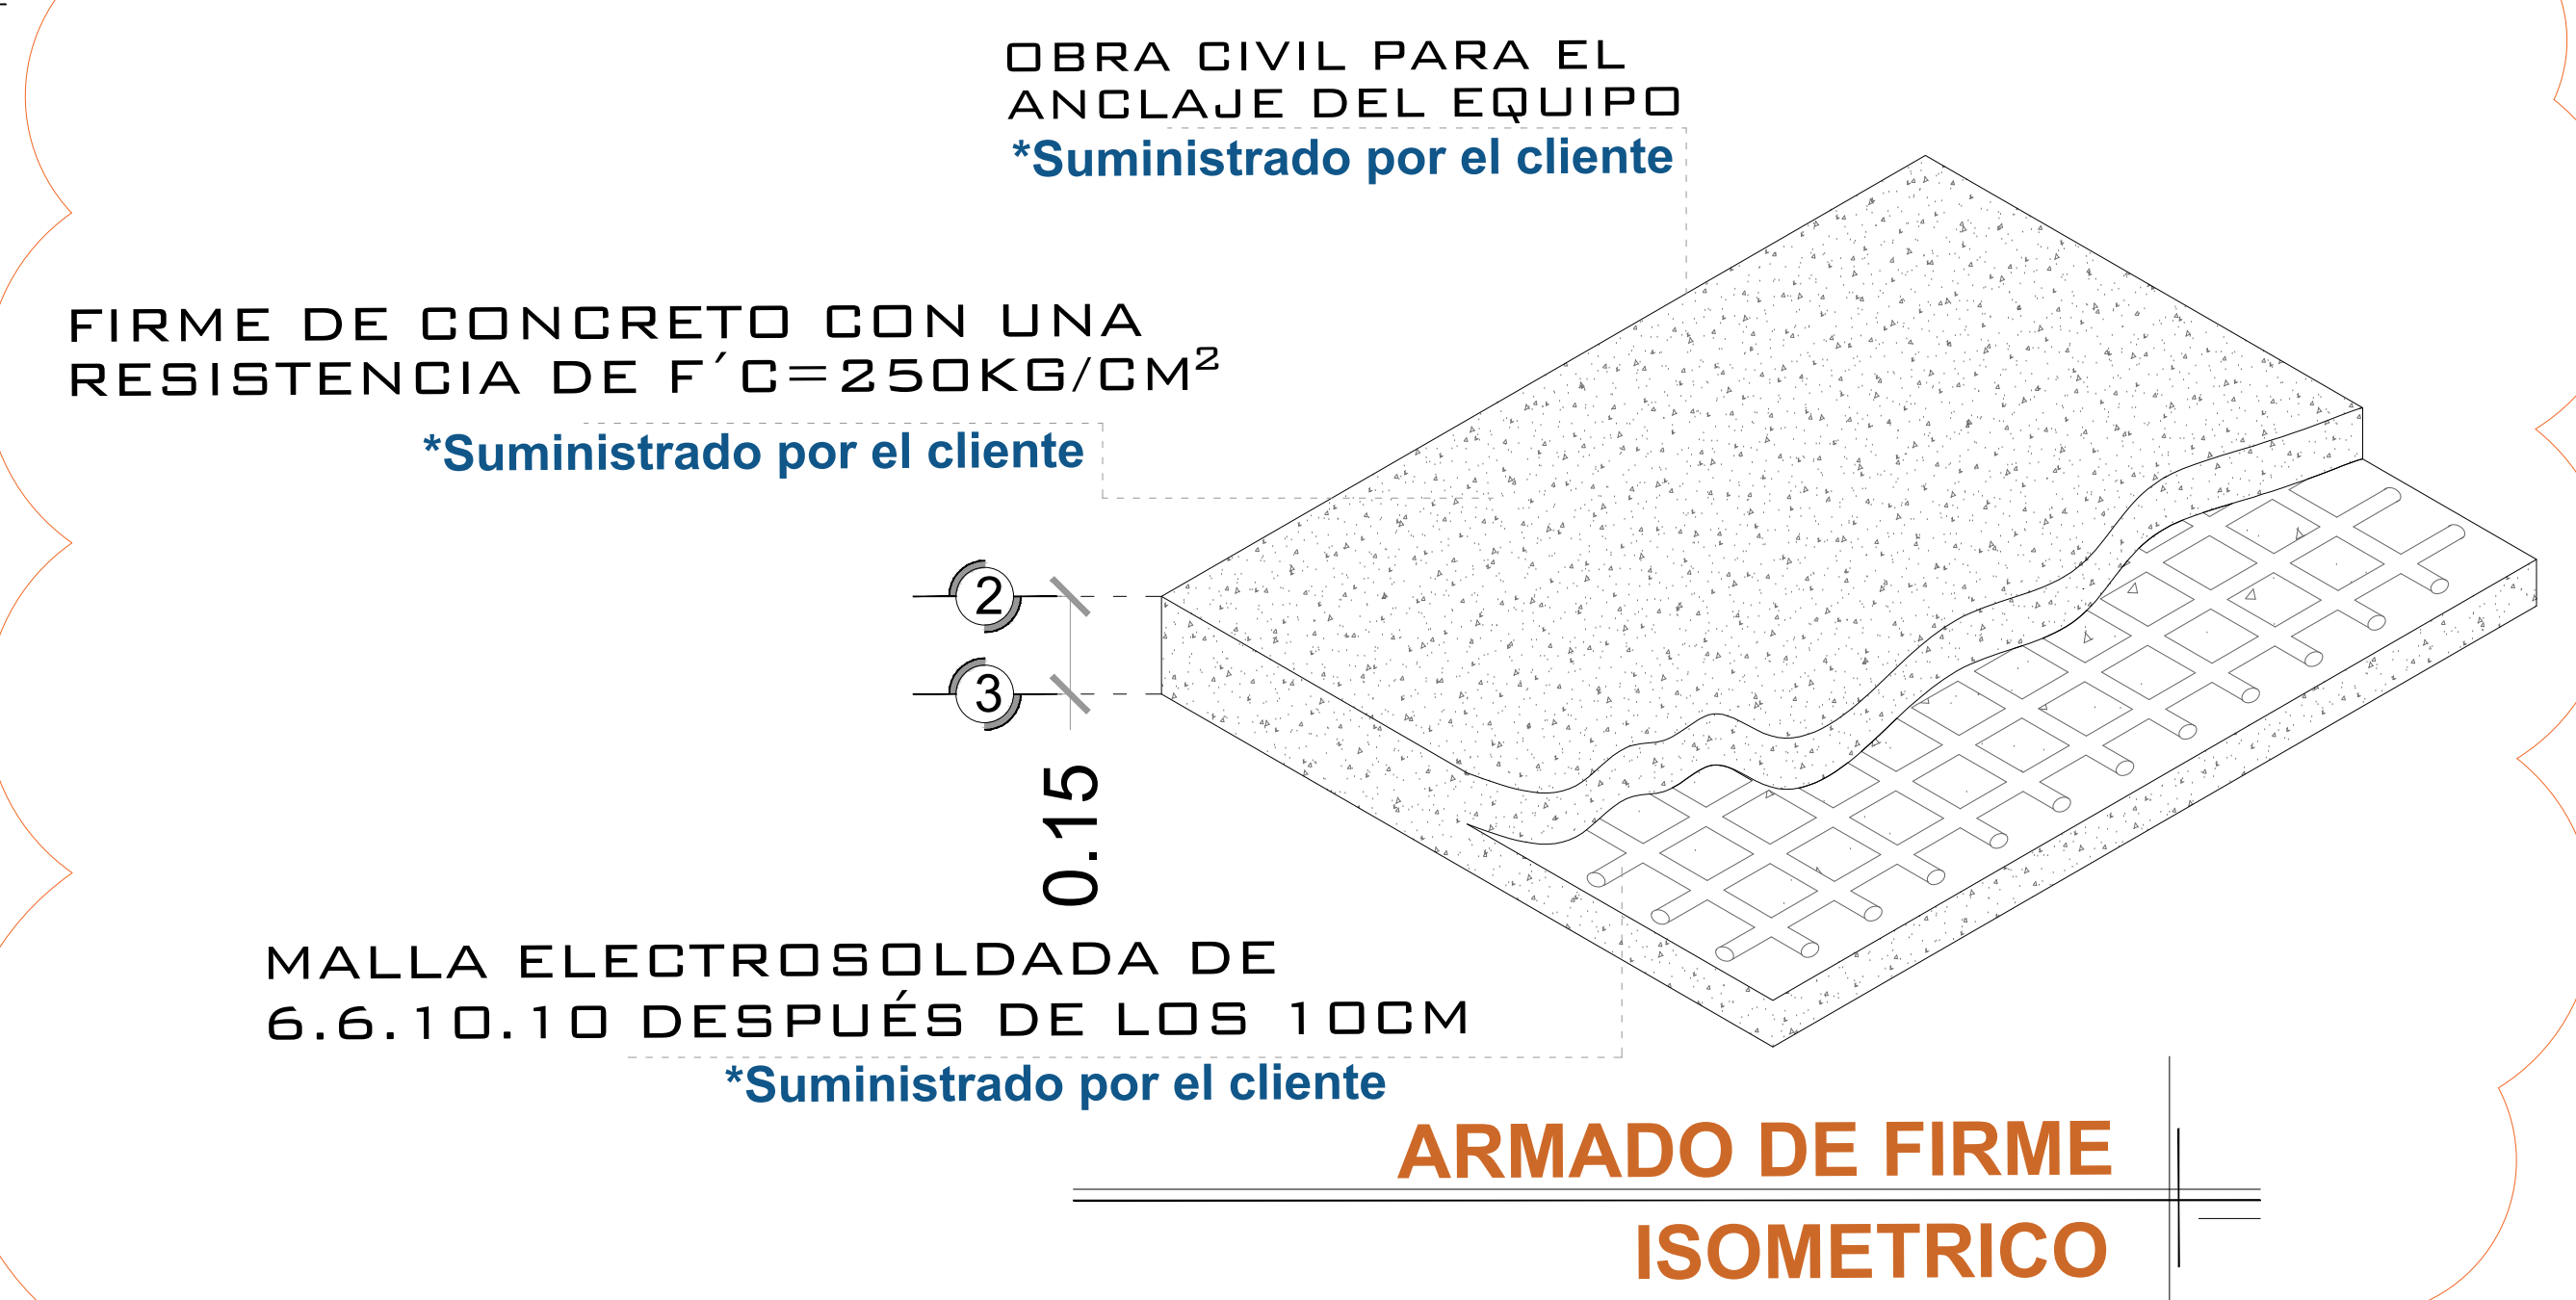 OBRA CIVIL PARA EL
ANCLAJE DEL EQUIPO
*Suministrado por el cliente
FIRME DE CONCRETO CON UNA
RESISTENCIA DE F´C=250KG/CM²
*Suministrado por el cliente
2
3
0.15
MALLA ELECTROSOLDADA DE
6.6.10.10 DESPUÉS DE LOS 10CM
*Suministrado por el cliente
ARMADO DE FIRME
ISOMETRICO